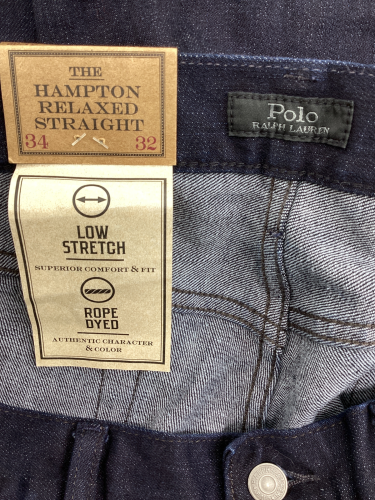 THE
HAMPTON
RELAXED
STRAIGHT
34 32
LOW
STRETCH
SUPERIOR COMFORT & FIT
ROPE
DYED
AUTHENTIC CHARACTER
& COLOR
Polo
RALPH LAUREN